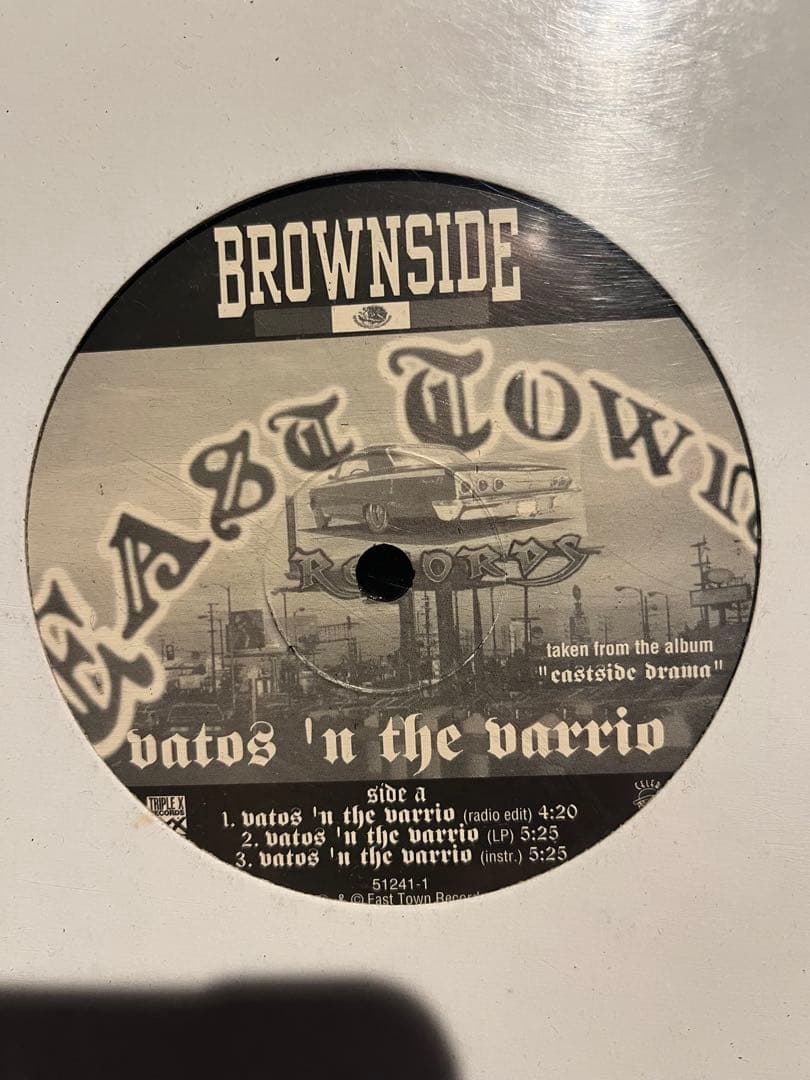 BROWNSIDE
EAST TOWN
RECORDS
taken from the album
"eastside drama"
vatos 'n the varrio
side a
TRIPLE X
RECORDS
1. vatos 'n the varrio (radio edit) 4:20
2. vatos 'n the varrio (LP) 5:25
3. vatos 'n the varrio (instr.) 5:25
51241-1
& © East Town Record